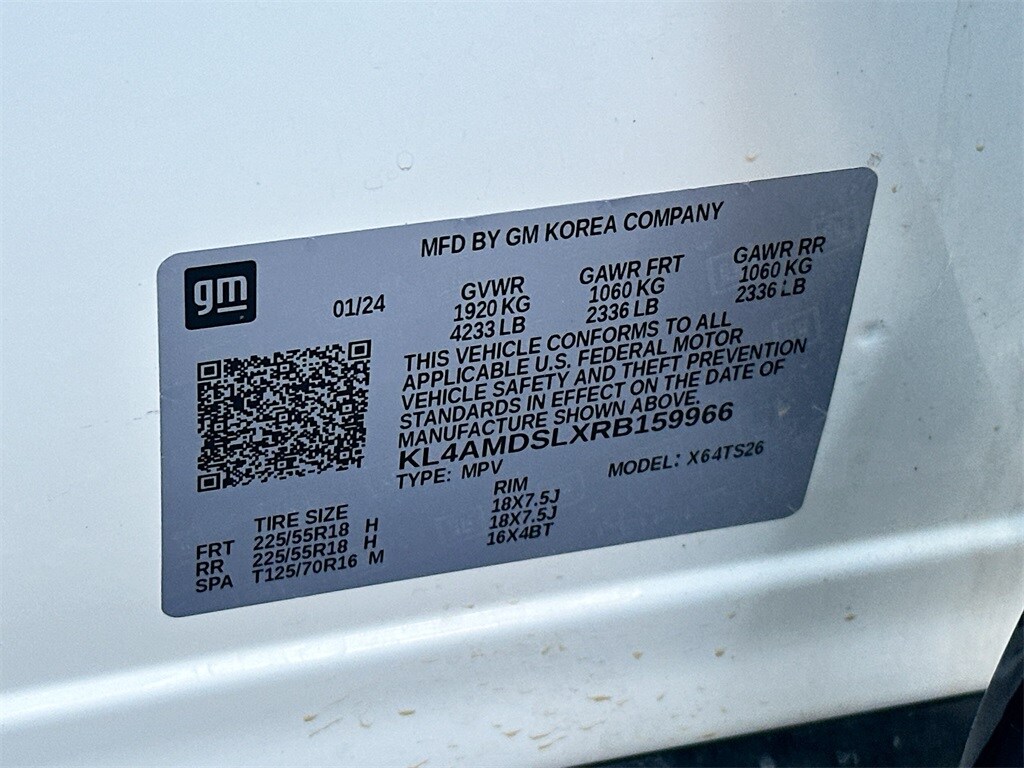 MFD BY GM KOREA COMPANY
gm
01/24
GVWR GAWR FRT GAWR RR
1920 KG 1060 KG 1060 KG
4233 LB 2336 LB 2336 LB
THIS VEHICLE CONFORMS TO ALL
APPLICABLE U.S. FEDERAL MOTOR
VEHICLE SAFETY AND THEFT PREVENTION
STANDARDS IN EFFECT ON THE DATE OF
MANUFACTURE SHOWN ABOVE.
KL4AMDSLXRB159966
TYPE: MPV MODEL: X64TS26
TIRE SIZE RIM
FRT 225/55R18 H 18X7.5J
RR 225/55R18 H 18X7.5J
SPA T125/70R16 M 16X4BT